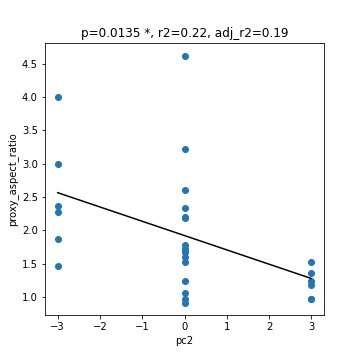 p=0.0135 *, r2=0.22, adj_r2=0.19
4.5
4.0
3.5
3.0
2.5
2.0
1.5
1.0
proxy_aspect_ratio
−3 −2 −1 0 1 2 3
pc2